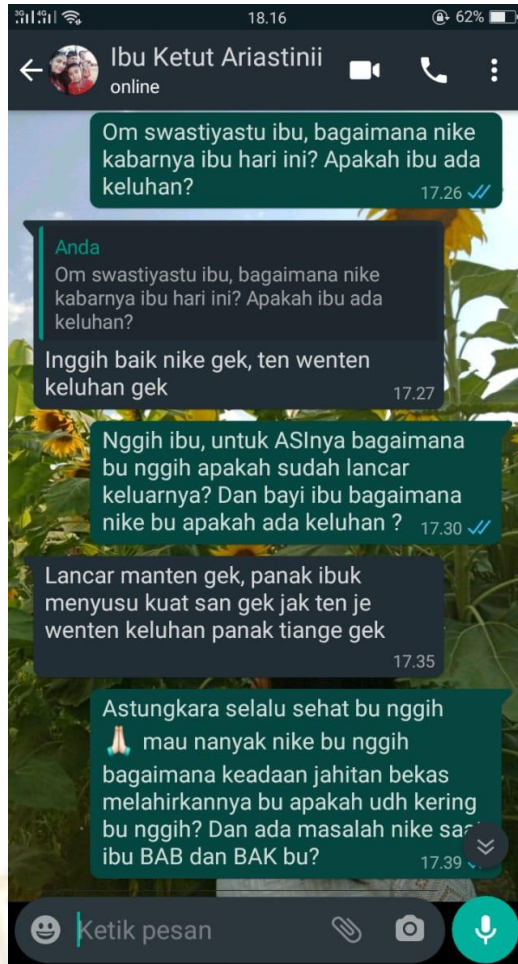 3G 4G 18.16 62%
Ibu Ketut Ariastinii
online
Om swastiyastu ibu, bagaimana nike
kabarnya ibu hari ini? Apakah ibu ada
keluhan?
17.26
Anda
Om swastiyastu ibu, bagaimana nike
kabarnya ibu hari ini? Apakah ibu ada
keluhan?
Inggih baik nike gek, ten wenten
keluhan gek
17.27
Nggih ibu, untuk ASInya bagaimana
bu nggih apakah sudah lancar
keluarnya? Dan bayi ibu bagaimana
nike bu apakah ada keluhan ?
17.30
Lancar manten gek, panak ibuk
menyusu kuat san gek jak ten je
wenten keluhan panak tiange gek
17.35
Astungkara selalu sehat bu nggih
🙏🏻 mau nanyak nike bu nggih
bagaimana keadaan jahitan bekas
melahirkannya bu apakah udh kering
bu nggih? Dan ada masalah nike saat
ibu BAB dan BAK bu?
17.39
Ketik pesan